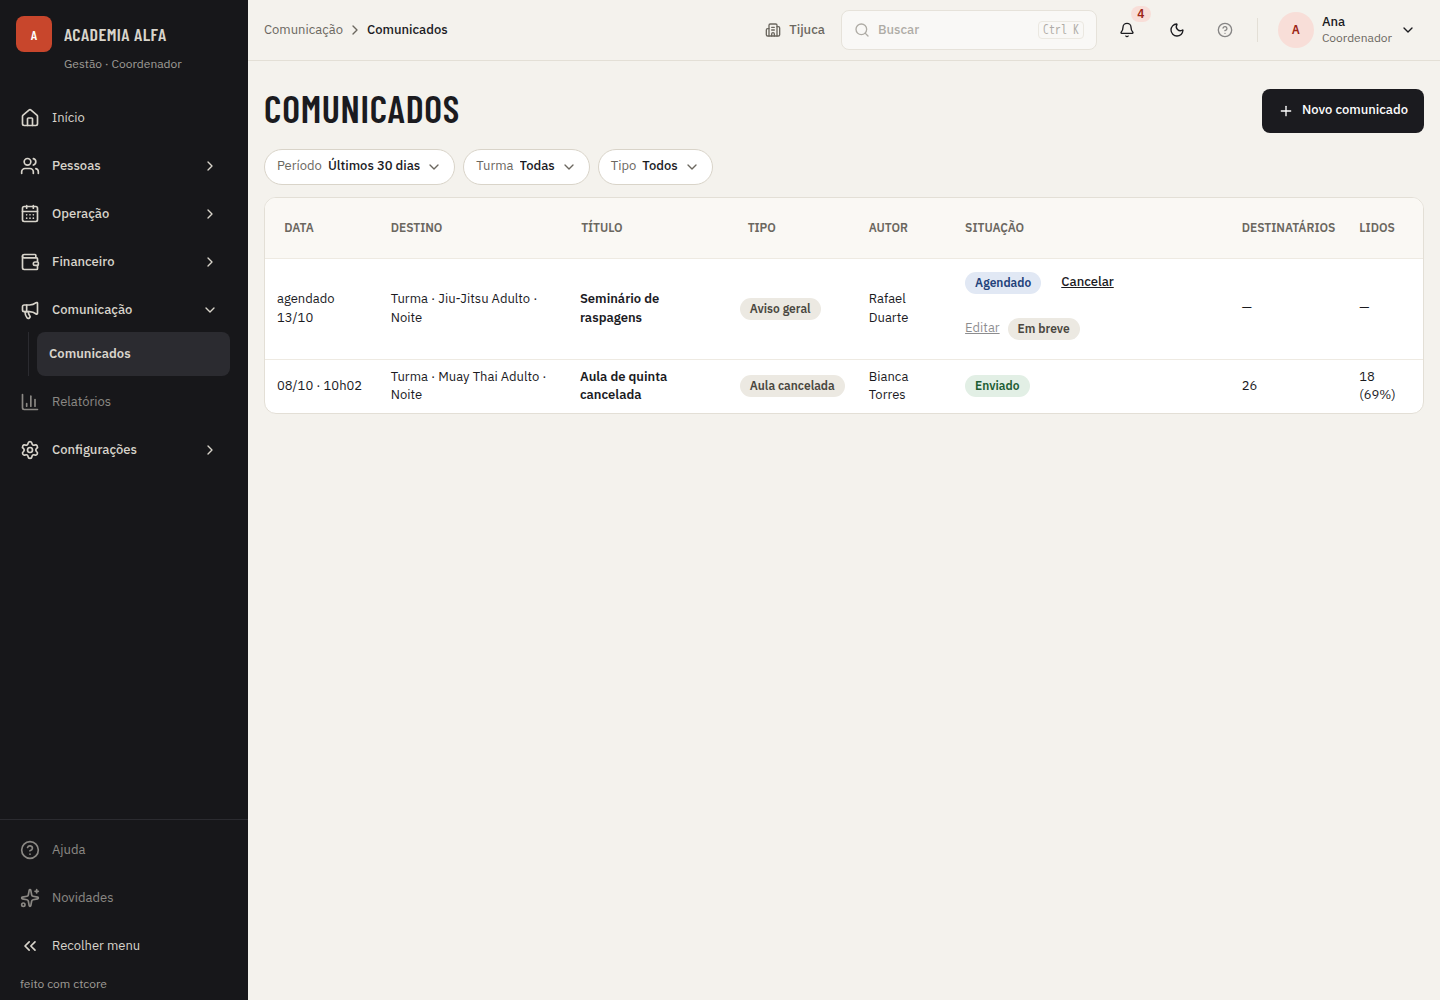 A
ACADEMIA ALFA
Gestão · Coordenador
Início
Pessoas
Operação
Financeiro
Comunicação
Comunicados
Relatórios
Configurações
Ajuda
Novidades
Recolher menu
feito com ctcore
Comunicação
Comunicados
Tijuca
Buscar
Ctrl K
4
A
Ana
Coordenador
COMUNICADOS
Novo comunicado
Período Últimos 30 dias
Turma Todas
Tipo Todos
DATA DESTINO TÍTULO TIPO AUTOR SITUAÇÃO DESTINATÁRIOS LIDOS
agendado
13/10
Turma · Jiu-Jitsu Adulto ·
Noite
Seminário de
raspagens
Aviso geral
Rafael
Duarte
Agendado Cancelar
Editar Em breve
—
—
08/10 · 10h02
Turma · Muay Thai Adulto ·
Noite
Aula de quinta
cancelada
Aula cancelada
Bianca
Torres
Enviado
26
18
(69%)